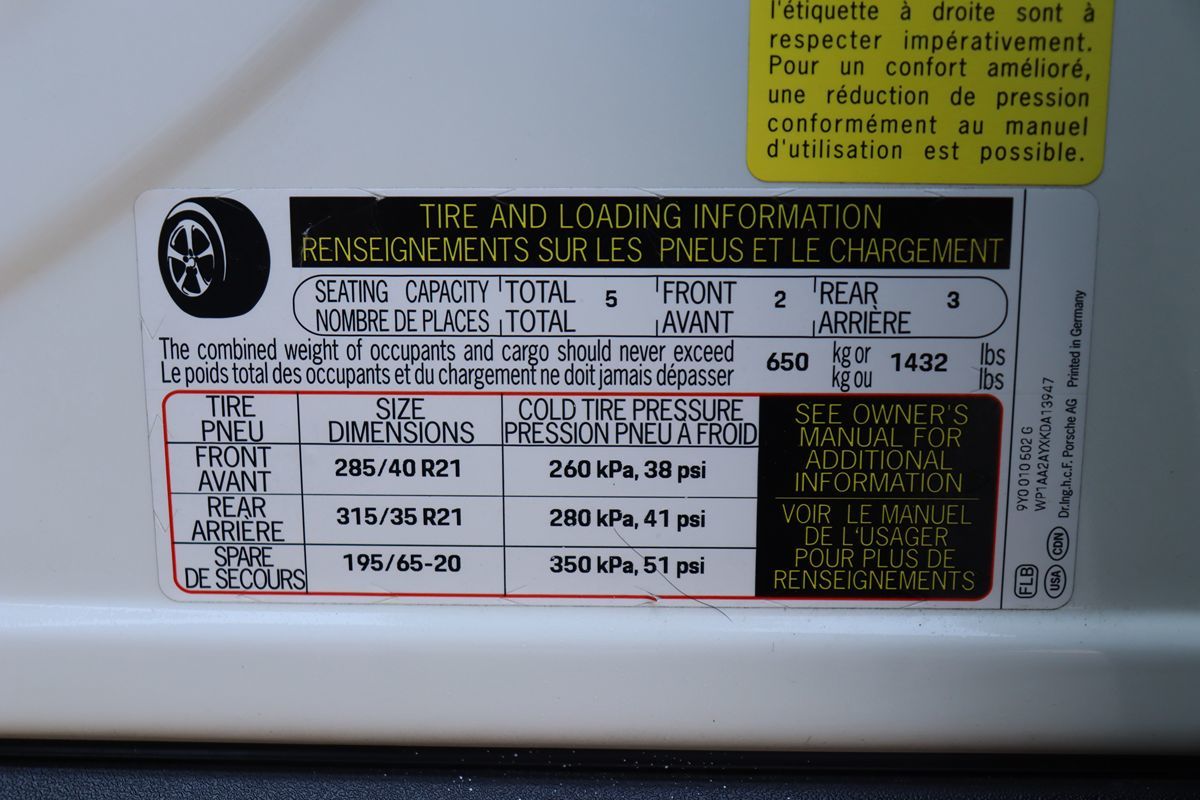 l'étiquette à droite sont à
respecter impérativement.
Pour un confort amélioré,
une réduction de pression
conformément au manuel
d'utilisation est possible.
TIRE AND LOADING INFORMATION
RENSEIGNEMENTS SUR LES PNEUS ET LE CHARGEMENT
SEATING CAPACITY TOTAL 5 FRONT 2 REAR 3
NOMBRE DE PLACES TOTAL AVANT ARRIÈRE
The combined weight of occupants and cargo should never exceed 650 kg or 1432 lbs
Le poids total des occupants et du chargement ne doit jamais dépasser kg ou lbs
TIRE SIZE COLD TIRE PRESSURE
PNEU DIMENSIONS PRESSION PNEU À FROID
FRONT
AVANT 285/40 R21 260 kPa, 38 psi
REAR
ARRIÈRE 315/35 R21 280 kPa, 41 psi
SPARE
DE SECOURS 195/65-20 350 kPa, 51 psi
SEE OWNER'S
MANUAL FOR
ADDITIONAL
INFORMATION
VOIR LE MANUEL
DE L'USAGER
POUR PLUS DE
RENSEIGNEMENTS
9Y0 010 502 G
WP1AA2AYXKDA13947
Dr.Ing.h.c.F. Porsche AG Printed in Germany
FLB USA CDN